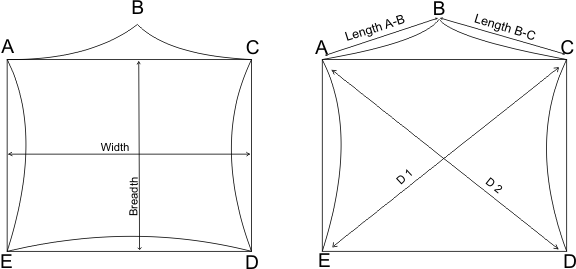 B
A
C
Width
Breadth
E
D
B
Length A-B
Length B-C
A
C
D 1
D 2
E
D